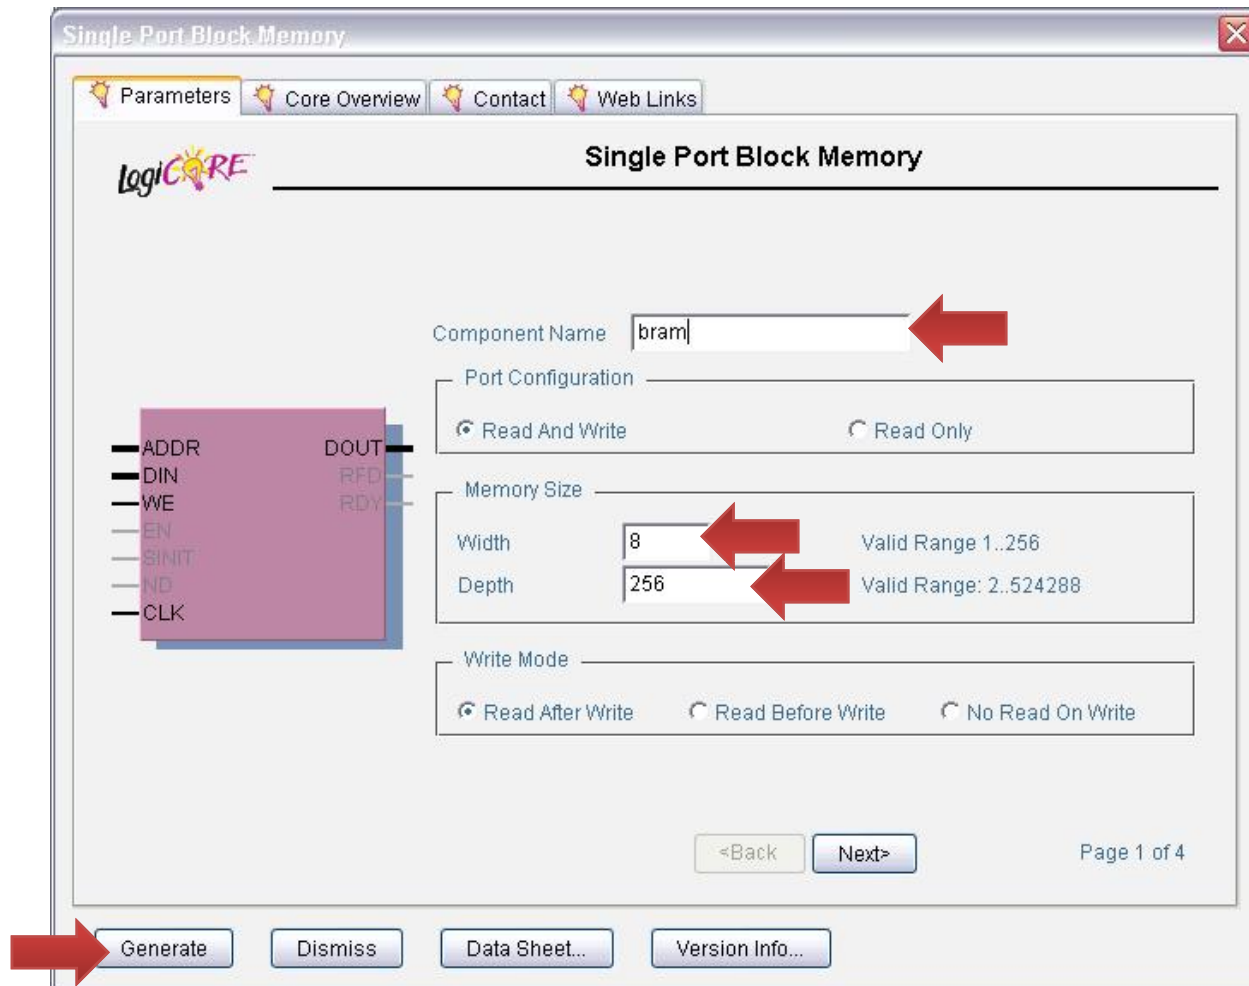 Single Port Block Memory
Parameters Core Overview Contact Web Links
LogiCORE
Single Port Block Memory
Component Name bram
Port Configuration
Read And Write Read Only
ADDR DOUT
DIN RFD
WE RDY
EN
SINIT
ND
CLK
Memory Size
Width 8 Valid Range 1..256
Depth 256 Valid Range: 2..524288
Write Mode
Read After Write Read Before Write No Read On Write
<Back Next> Page 1 of 4
Generate Dismiss Data Sheet... Version Info...